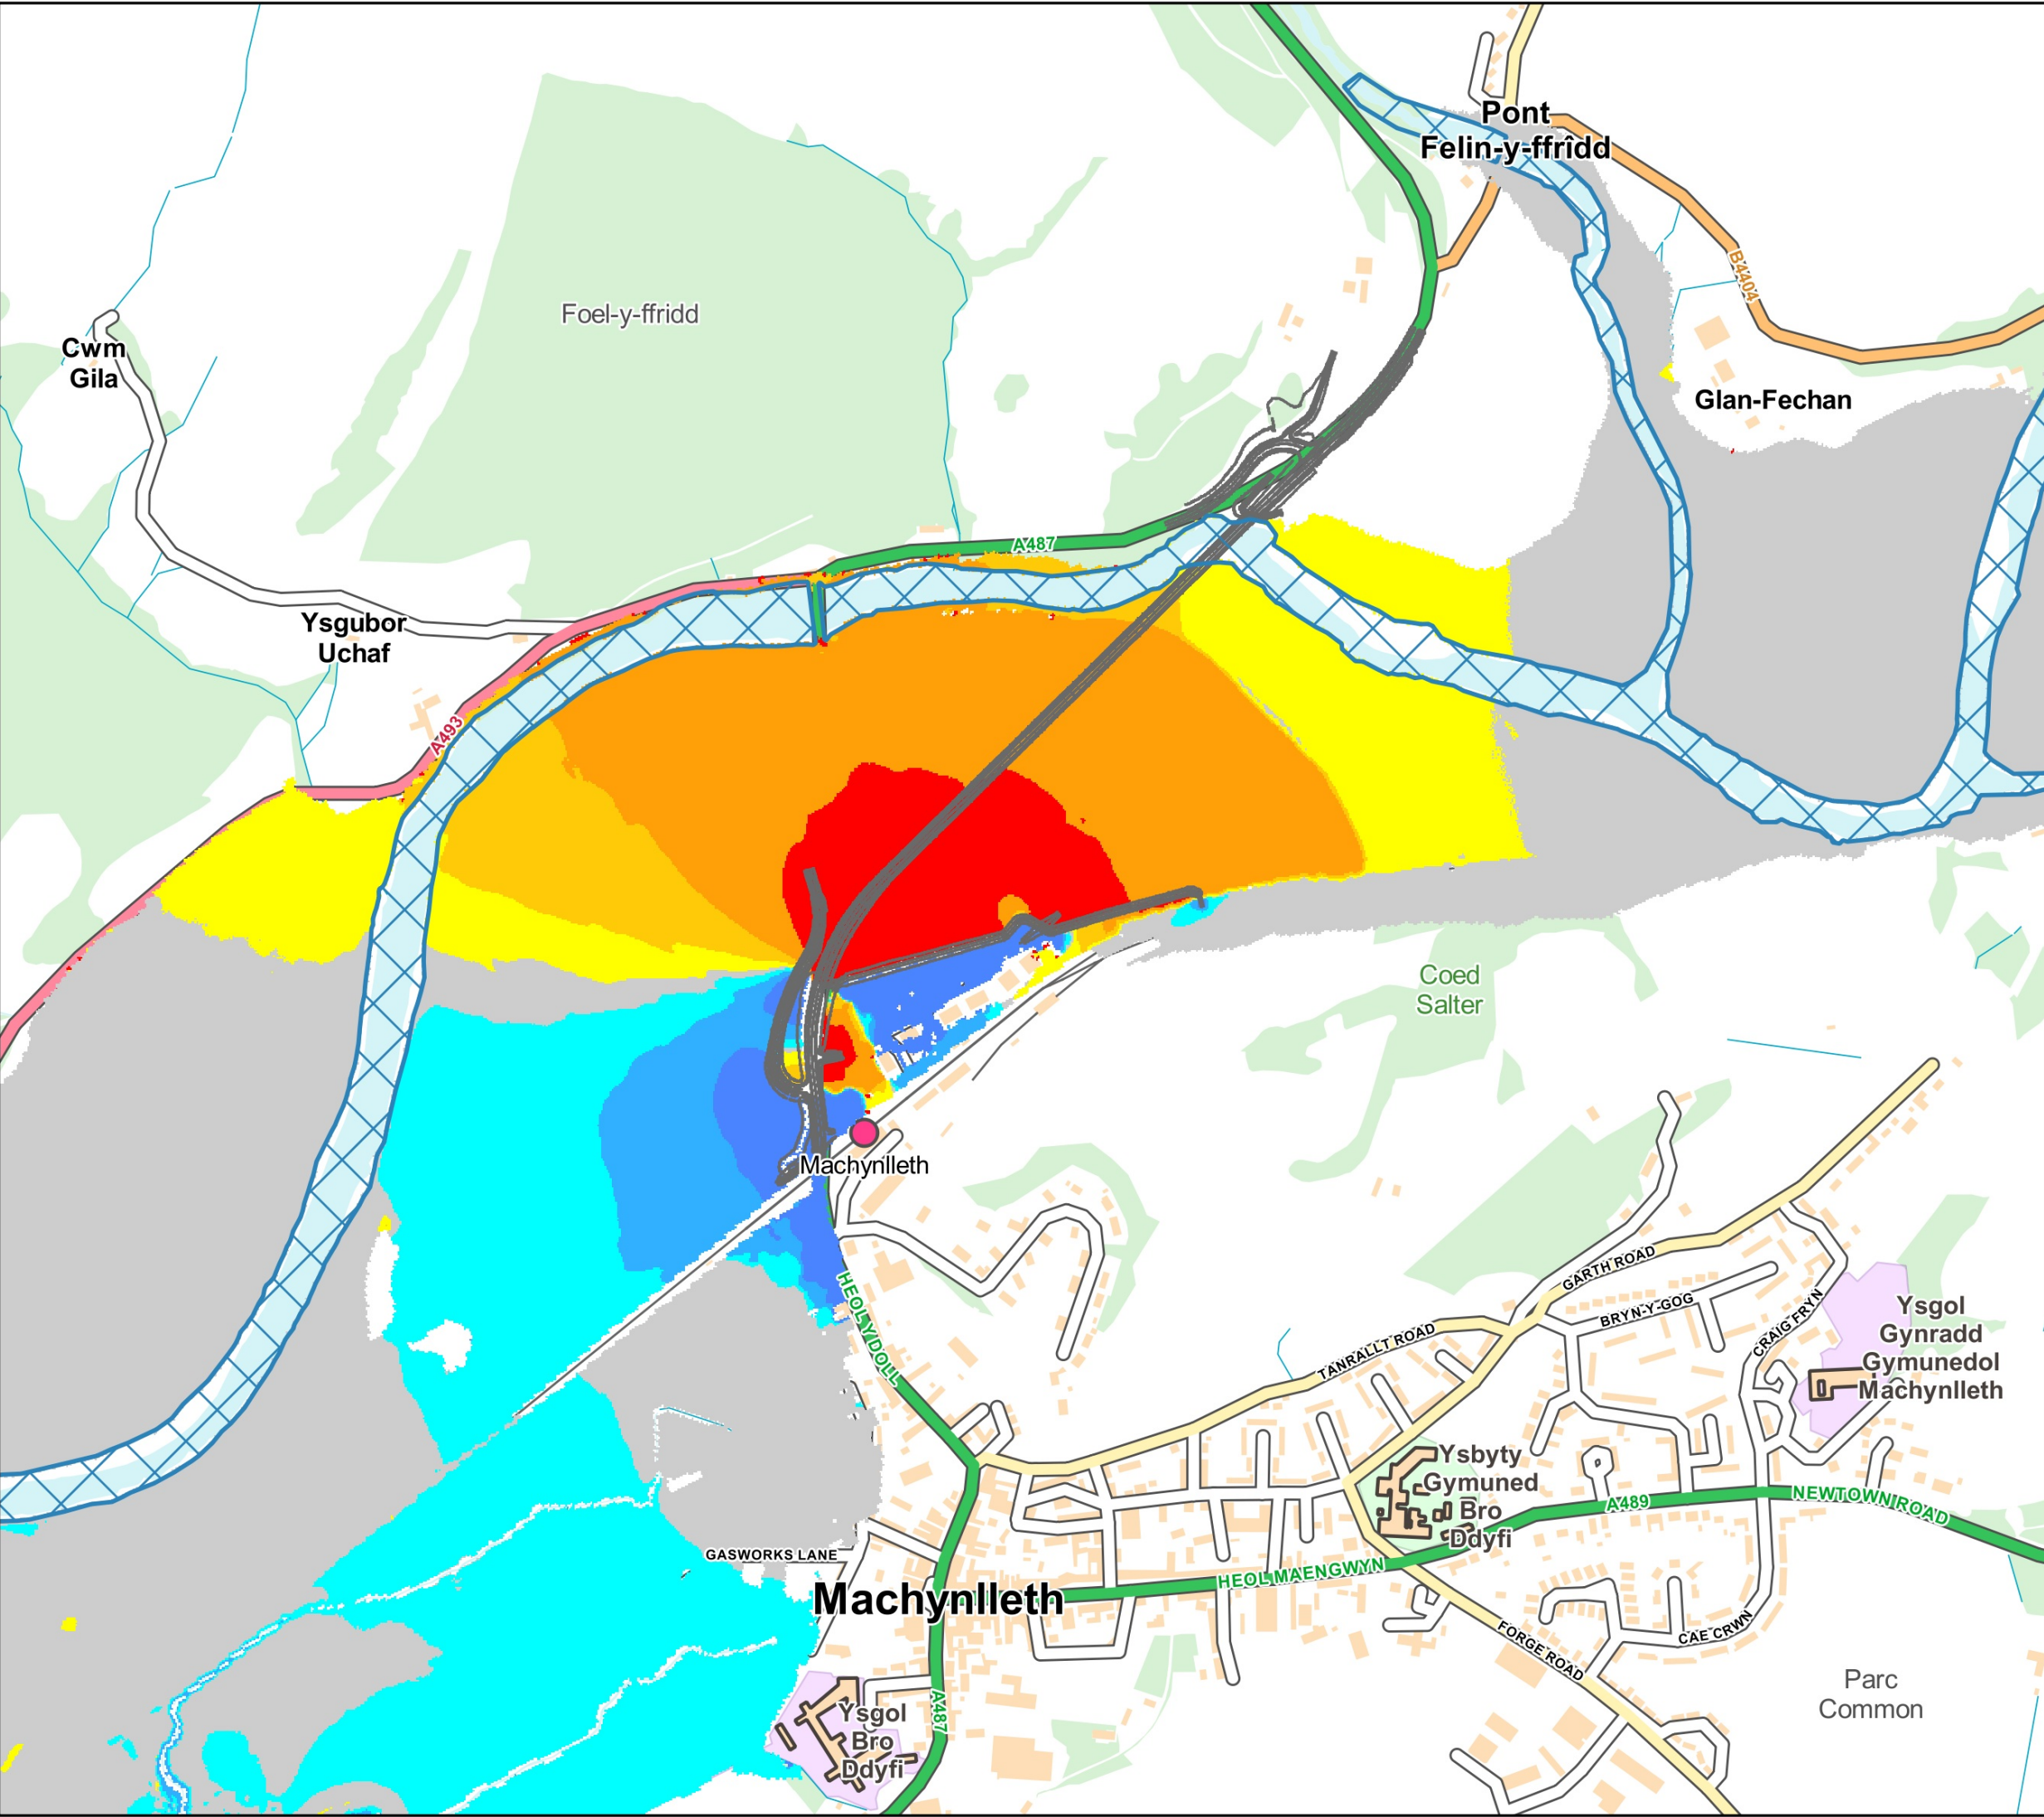 Pont
Felin-y-ffrîdd
B4404
Foel-y-ffridd
Cwm
Gila
Glan-Fechan
A487
Ysgubor
Uchaf
A493
Coed
Salter
Machynlleth
HEOL Y DOLL
GARTH ROAD
BRYN-Y-GOG
CRAIG FRYN
TANRALLT ROAD
Ysgol
Gynradd
Gymunedol
Machynlleth
Ysbyty
Gymuned
Bro
Ddyfi
A489
NEWTOWN ROAD
GASWORKS LANE
HEOL MAENGWYN
Machynlleth
FORGE ROAD
CAE CRWN
Parc
Common
A487
Ysgol
Bro
Ddyfi